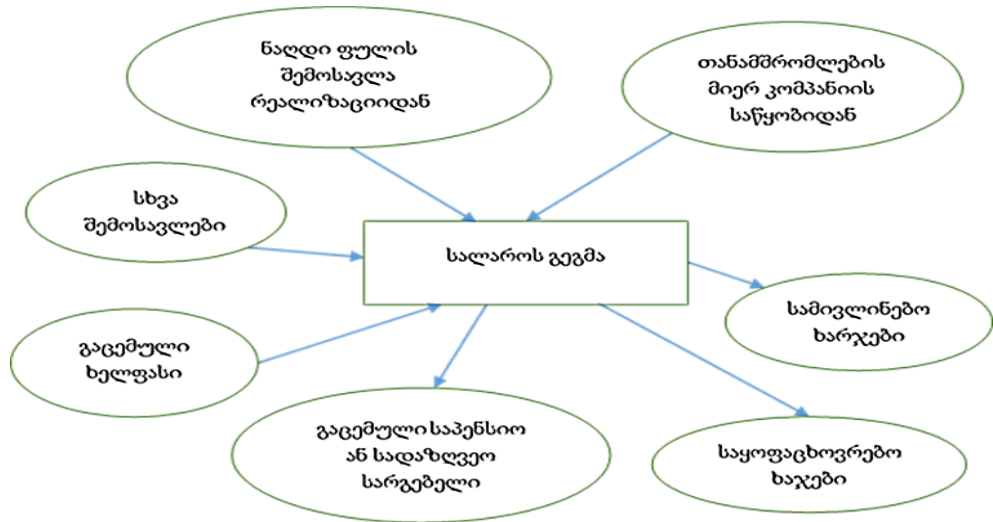 ნაღდი ფულის
შემოსავლა
რეალიზაციიდან
თანამშრომლების
მიერ კომპანიის
საწყობიდან
სხვა
შემოსავლები
სალაროს გეგმა
სამივლინებო
ხარჯები
გაცემული
ხელფასი
გაცემული საპენსიო
ან სადაზღვეო
სარგებელი
საყოფაცხოვრებო
ხაჯები